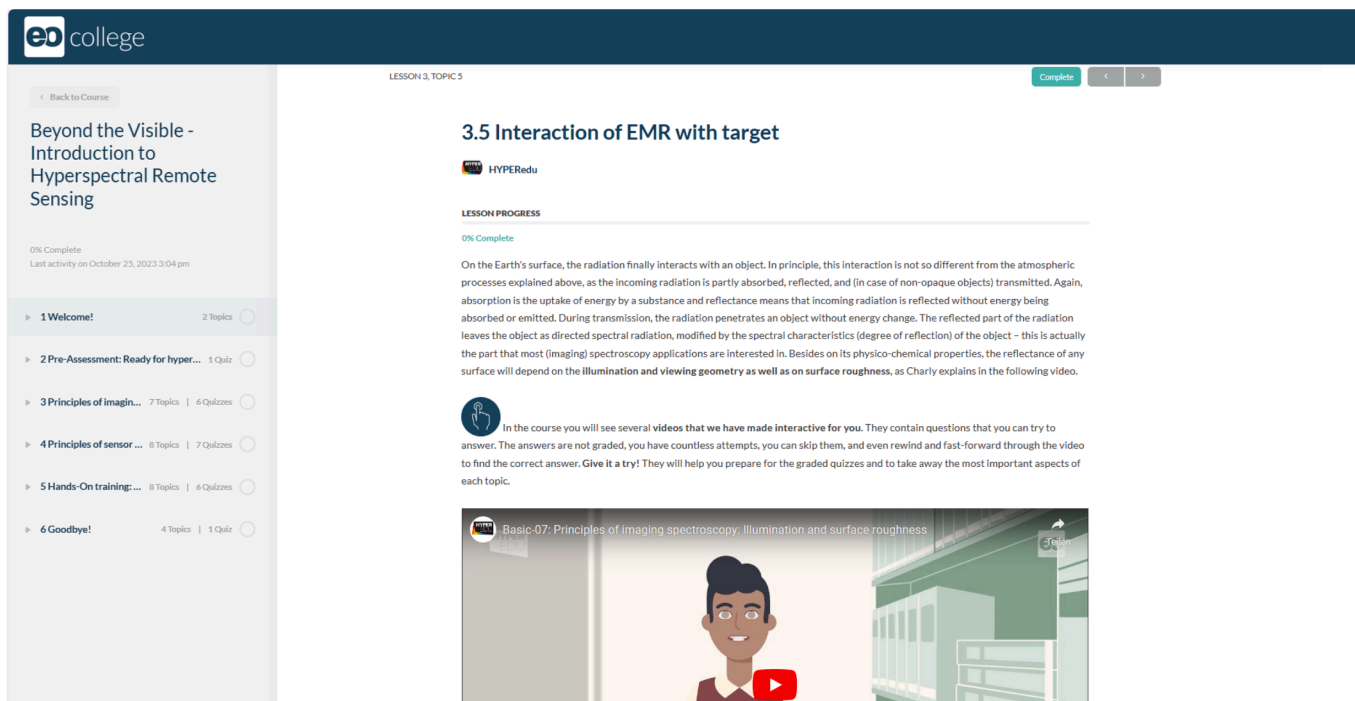 eo college
LESSON 3, TOPIC 5
Complete
Back to Course
Beyond the Visible -
Introduction to
Hyperspectral Remote
Sensing
0% Complete
Last activity on October 25, 2023 3:04 pm
1 Welcome! 2 Topics
2 Pre-Assessment: Ready for hyper... 1 Quiz
3 Principles of imagin... 7 Topics | 6 Quizzes
4 Principles of sensor ... 8 Topics | 7 Quizzes
5 Hands-On training: ... 8 Topics | 6 Quizzes
6 Goodbye! 4 Topics | 1 Quiz
3.5 Interaction of EMR with target
HYPERedu
LESSON PROGRESS
0% Complete
On the Earth's surface, the radiation finally interacts with an object. In principle, this interaction is not so different from the atmospheric
processes explained above, as the incoming radiation is partly absorbed, reflected, and (in case of non-opaque objects) transmitted. Again,
absorption is the uptake of energy by a substance and reflectance means that incoming radiation is reflected without energy being
absorbed or emitted. During transmission, the radiation penetrates an object without energy change. The reflected part of the radiation
leaves the object as directed spectral radiation, modified by the spectral characteristics (degree of reflection) of the object – this is actually
the part that most (imaging) spectroscopy applications are interested in. Besides on its physico-chemical properties, the reflectance of any
surface will depend on the illumination and viewing geometry as well as on surface roughness, as Charly explains in the following video.
In the course you will see several videos that we have made interactive for you. They contain questions that you can try to
answer. The answers are not graded, you have countless attempts, you can skip them, and even rewind and fast-forward through the video
to find the correct answer. Give it a try! They will help you prepare for the graded quizzes and to take away the most important aspects of
each topic.
Basic-07: Principles of imaging spectroscopy: Illumination and surface roughness
Teilen